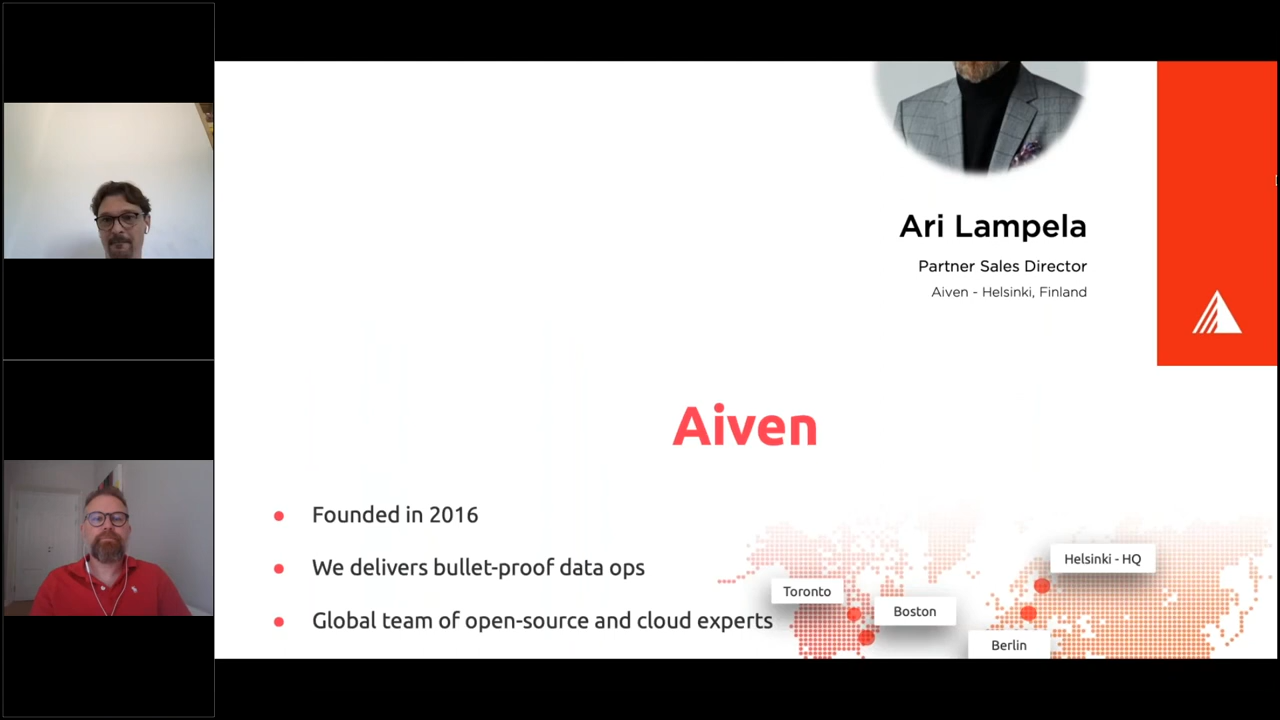 Ari Lampela
Partner Sales Director
Aiven - Helsinki, Finland
Aiven
Founded in 2016
We delivers bullet-proof data ops
Global team of open-source and cloud experts
Helsinki - HQ
Toronto
Boston
Berlin